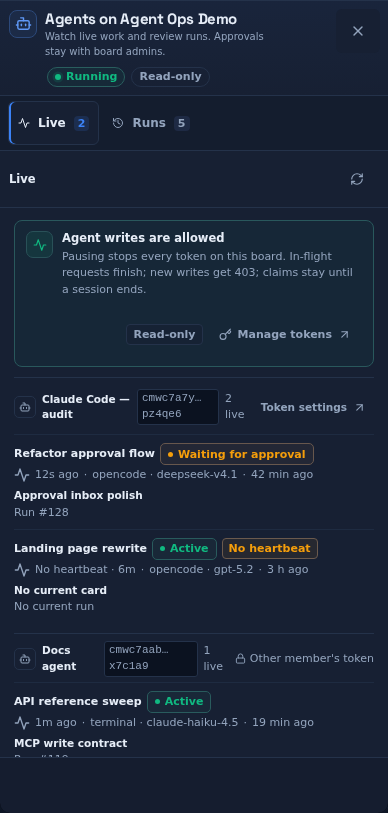 Agents on Agent Ops Demo
Watch live work and review runs. Approvals
stay with board admins.
Running Read-only
Live 2 Runs 5
Live
Agent writes are allowed
Pausing stops every token on this board. In-flight
requests finish; new writes get 403; claims stay until
a session ends.
Read-only Manage tokens
Claude Code —
audit
cmwc7a7y…
pz4qe6
2
live
Token settings
Refactor approval flow Waiting for approval
12s ago · opencode · deepseek-v4.1 · 42 min ago
Approval inbox polish
Run #128
Landing page rewrite Active No heartbeat
No heartbeat · 6m · opencode · gpt-5.2 · 3 h ago
No current card
No current run
Docs
agent
cmwc7aab…
x7c1a9
1
live
Other member's token
API reference sweep Active
1m ago · terminal · claude-haiku-4.5 · 19 min ago
MCP write contract